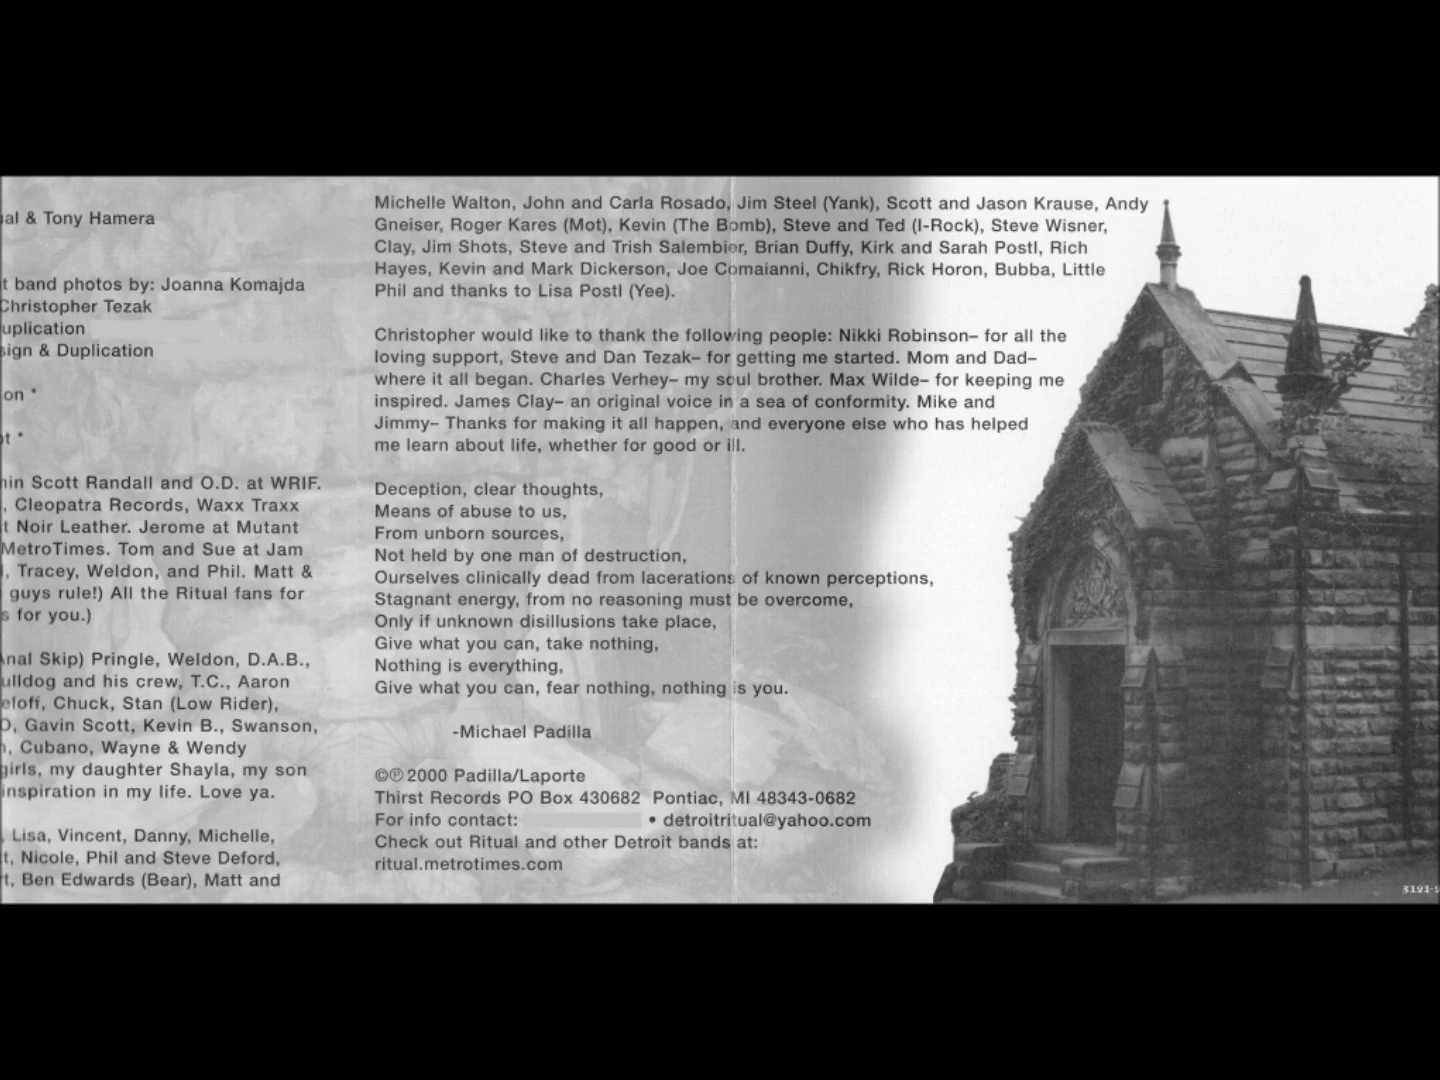 ual & Tony Hamera
t band photos by: Joanna Komajda
Christopher Tezak
uplication
sign & Duplication
on *
ot *
nin Scott Randall and O.D. at WRIF.
, Cleopatra Records, Waxx Traxx
t Noir Leather. Jerome at Mutant
MetroTimes. Tom and Sue at Jam
, Tracey, Weldon, and Phil. Matt &
guys rule!) All the Ritual fans for
s for you.)
Anal Skip) Pringle, Weldon, D.A.B.,
ulldog and his crew, T.C., Aaron
eloff, Chuck, Stan (Low Rider),
O, Gavin Scott, Kevin B., Swanson,
n, Cubano, Wayne & Wendy
girls, my daughter Shayla, my son
inspiration in my life. Love ya.
, Lisa, Vincent, Danny, Michelle,
t, Nicole, Phil and Steve Deford,
rt, Ben Edwards (Bear), Matt and
Michelle Walton, John and Carla Rosado, Jim Steel (Yank), Scott and Jason Krause, Andy
Gneiser, Roger Kares (Mot), Kevin (The Bomb), Steve and Ted (I-Rock), Steve Wisner,
Clay, Jim Shots, Steve and Trish Salembier, Brian Duffy, Kirk and Sarah Postl, Rich
Hayes, Kevin and Mark Dickerson, Joe Comaianni, Chikfry, Rick Horon, Bubba, Little
Phil and thanks to Lisa Postl (Yee).
Christopher would like to thank the following people: Nikki Robinson– for all the
loving support, Steve and Dan Tezak– for getting me started. Mom and Dad–
where it all began. Charles Verhey– my soul brother. Max Wilde– for keeping me
inspired. James Clay– an original voice in a sea of conformity. Mike and
Jimmy– Thanks for making it all happen, and everyone else who has helped
me learn about life, whether for good or ill.
Deception, clear thoughts,
Means of abuse to us,
From unborn sources,
Not held by one man of destruction,
Ourselves clinically dead from lacerations of known perceptions,
Stagnant energy, from no reasoning must be overcome,
Only if unknown disillusions take place,
Give what you can, take nothing,
Nothing is everything,
Give what you can, fear nothing, nothing is you.
-Michael Padilla
©℗ 2000 Padilla/Laporte
Thirst Records PO Box 430682 Pontiac, MI 48343-0682
For info contact: • detroitritual@yahoo.com
Check out Ritual and other Detroit bands at:
ritual.metrotimes.com
3121-2